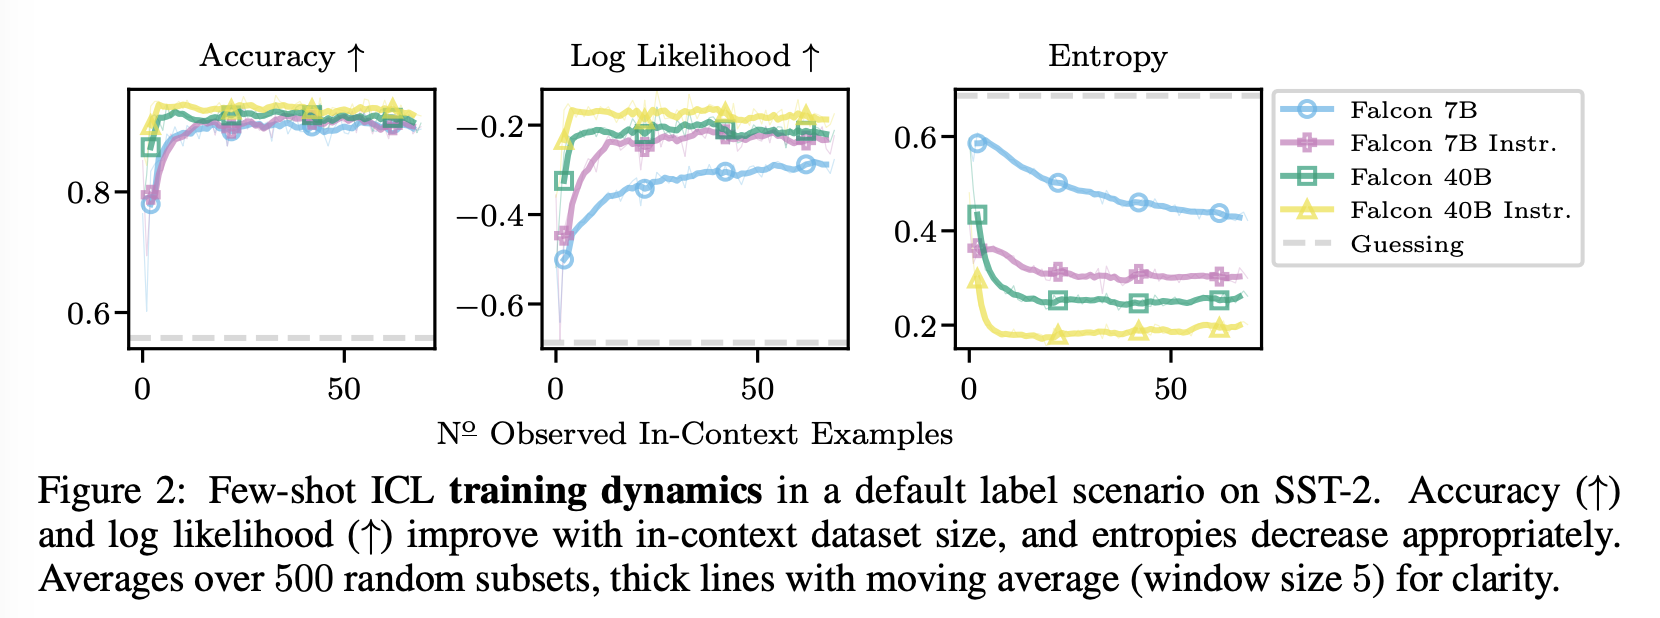 Accuracy ↑
Log Likelihood ↑
Entropy
0.8
0.6
0
50
−0.2
−0.4
−0.6
0
50
0.6
0.4
0.2
0
50
Falcon 7B
Falcon 7B Instr.
Falcon 40B
Falcon 40B Instr.
Guessing
Nº Observed In-Context Examples
Figure 2: Few-shot ICL training dynamics in a default label scenario on SST-2. Accuracy (↑)
and log likelihood (↑) improve with in-context dataset size, and entropies decrease appropriately.
Averages over 500 random subsets, thick lines with moving average (window size 5) for clarity.